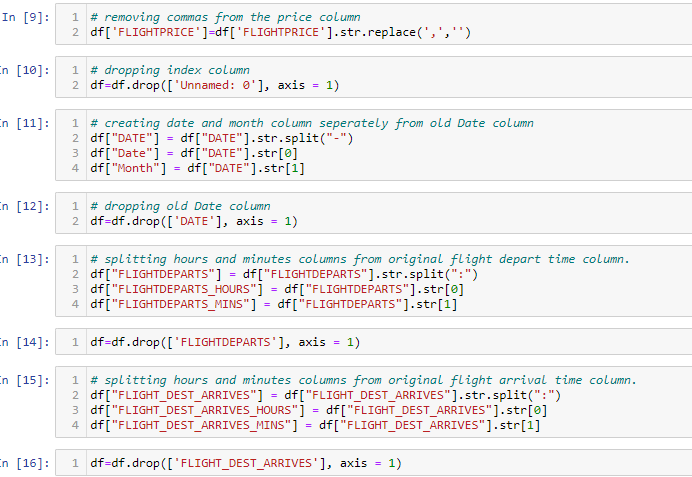 In [9]: 1 # removing commas from the price column
2 df['FLIGHTPRICE']=df['FLIGHTPRICE'].str.replace(',','')
In [10]: 1 # dropping index column
2 df=df.drop(['Unnamed: 0'], axis = 1)
In [11]: 1 # creating date and month column seperately from old Date column
2 df["DATE"] = df["DATE"].str.split("-")
3 df["Date"] = df["DATE"].str[0]
4 df["Month"] = df["DATE"].str[1]
In [12]: 1 # dropping old Date column
2 df=df.drop(['DATE'], axis = 1)
In [13]: 1 # splitting hours and minutes columns from original flight depart time column.
2 df["FLIGHTDEPARTS"] = df["FLIGHTDEPARTS"].str.split(":")
3 df["FLIGHTDEPARTS_HOURS"] = df["FLIGHTDEPARTS"].str[0]
4 df["FLIGHTDEPARTS_MINS"] = df["FLIGHTDEPARTS"].str[1]
In [14]: 1 df=df.drop(['FLIGHTDEPARTS'], axis = 1)
In [15]: 1 # splitting hours and minutes columns from original flight arrival time column.
2 df["FLIGHT_DEST_ARRIVES"] = df["FLIGHT_DEST_ARRIVES"].str.split(":")
3 df["FLIGHT_DEST_ARRIVES_HOURS"] = df["FLIGHT_DEST_ARRIVES"].str[0]
4 df["FLIGHT_DEST_ARRIVES_MINS"] = df["FLIGHT_DEST_ARRIVES"].str[1]
In [16]: 1 df=df.drop(['FLIGHT_DEST_ARRIVES'], axis = 1)